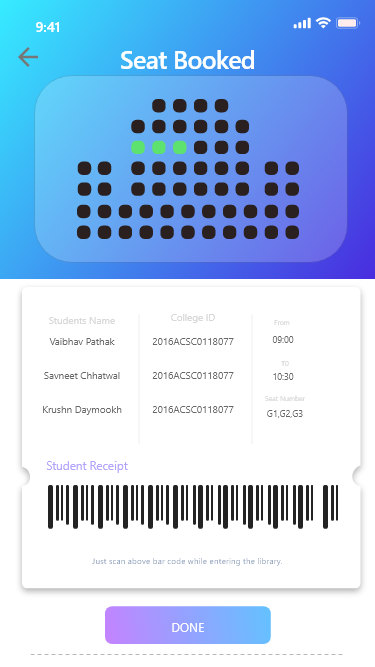 9:41
Seat Booked
Students Name College ID From
Vaibhav Pathak 2016ACSC0118077 09:00
TO
Savneet Chhatwal 2016ACSC0118077 10:30
Seat Number
Krushn Daymookh 2016ACSC0118077 G1,G2,G3
Student Receipt
Just scan above bar code while entering the library.
DONE